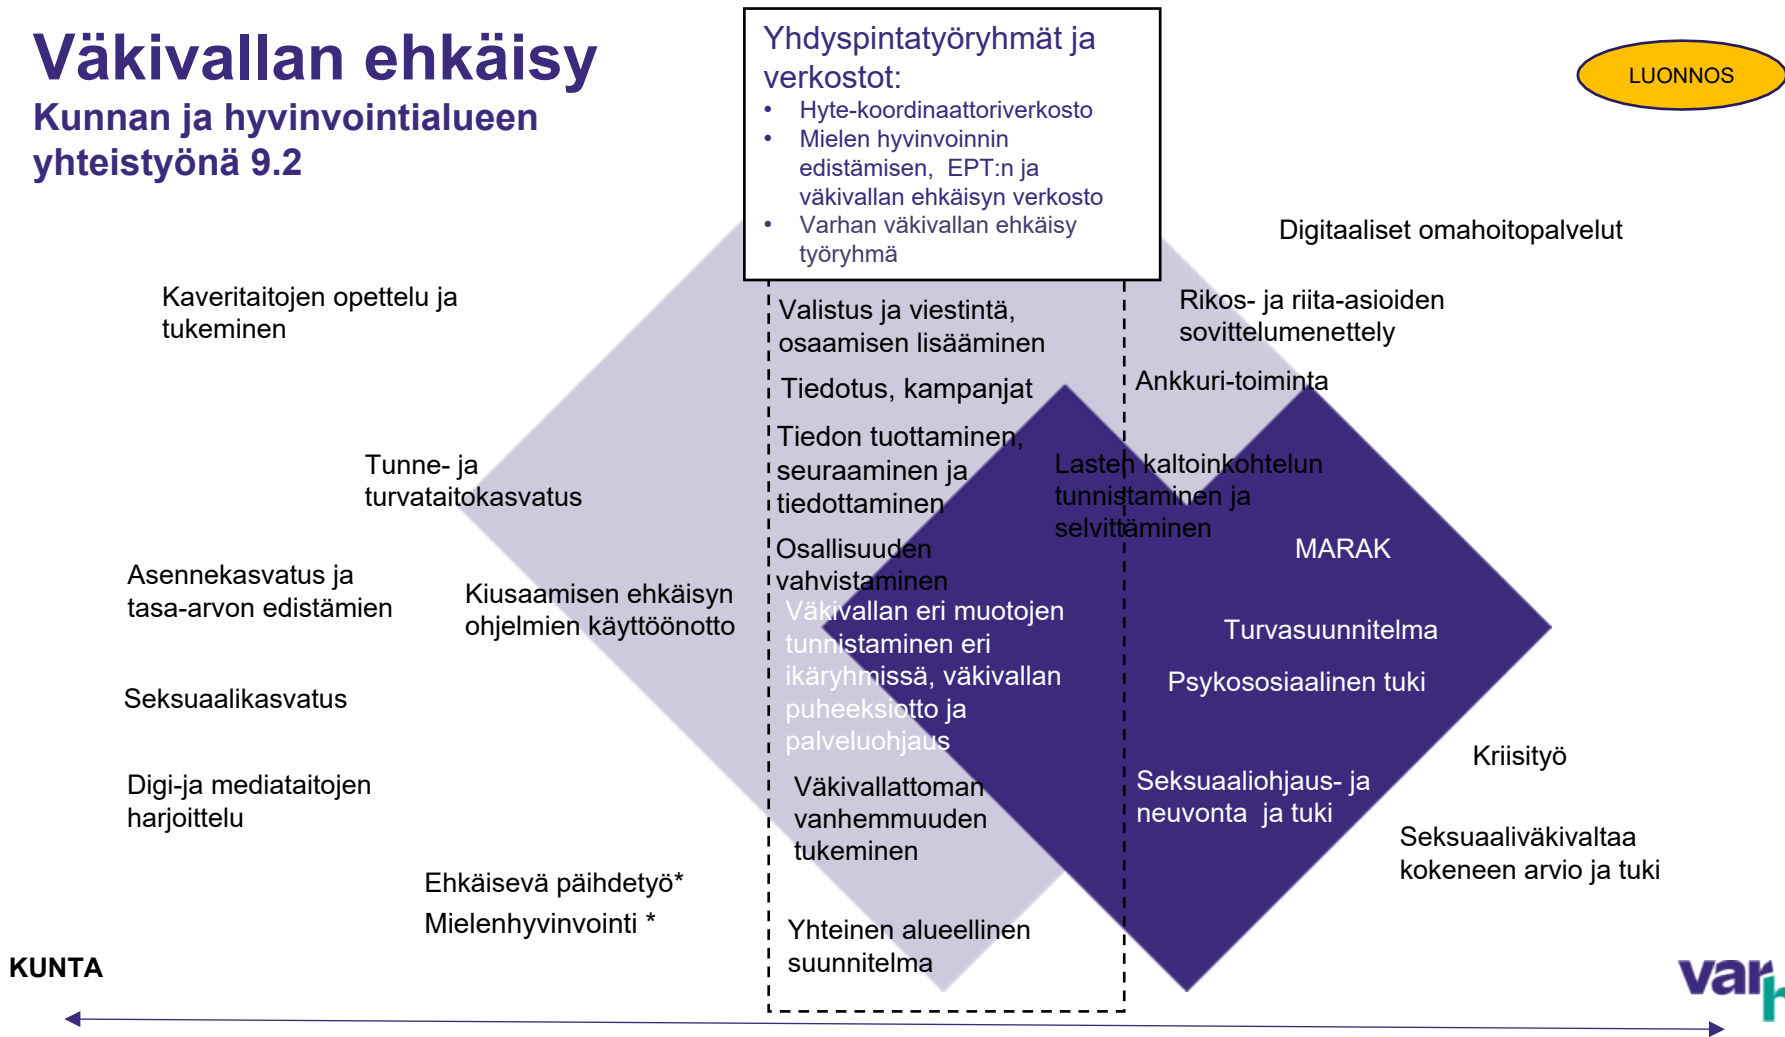 Väkivallan ehkäisy
Kunnan ja hyvinvointialueen
yhteistyönä 9.2
Yhdyspintatyöryhmät ja
verkostot:
• Hyte-koordinaattoriverkosto
• Mielen hyvinvoinnin
edistämisen, EPT:n ja
väkivallan ehkäisyn verkosto
• Varhan väkivallan ehkäisy
työryhmä
LUONNOS
Kaveritaitojen opettelu ja
tukeminen
Tunne- ja
turvataitokasvatus
Asennekasvatus ja
tasa-arvon edistämien
Kiusaamisen ehkäisyn
ohjelmien käyttöönotto
Seksuaalikasvatus
Digi-ja mediataitojen
harjoittelu
Ehkäisevä päihdetyö*
Mielenhyvinvointi *
Valistus ja viestintä,
osaamisen lisääminen
Tiedotus, kampanjat
Tiedon tuottaminen,
seuraaminen ja
tiedottaminen
Osallisuuden
vahvistaminen
Väkivallan eri muotojen
tunnistaminen eri
ikäryhmissä, väkivallan
puheeksiotto ja
palveluohjaus
Väkivallattoman
vanhemmuuden
tukeminen
Yhteinen alueellinen
suunnitelma
Digitaaliset omahoitopalvelut
Rikos- ja riita-asioiden
sovittelumenettely
Ankkuri-toiminta
Lasten kaltoinkohtelun
tunnistaminen ja
selvittäminen
MARAK
Turvasuunnitelma
Psykososiaalinen tuki
Kriisityö
Seksuaaliohjaus- ja
neuvonta ja tuki
Seksuaaliväkivaltaa
kokeneen arvio ja tuki
KUNTA